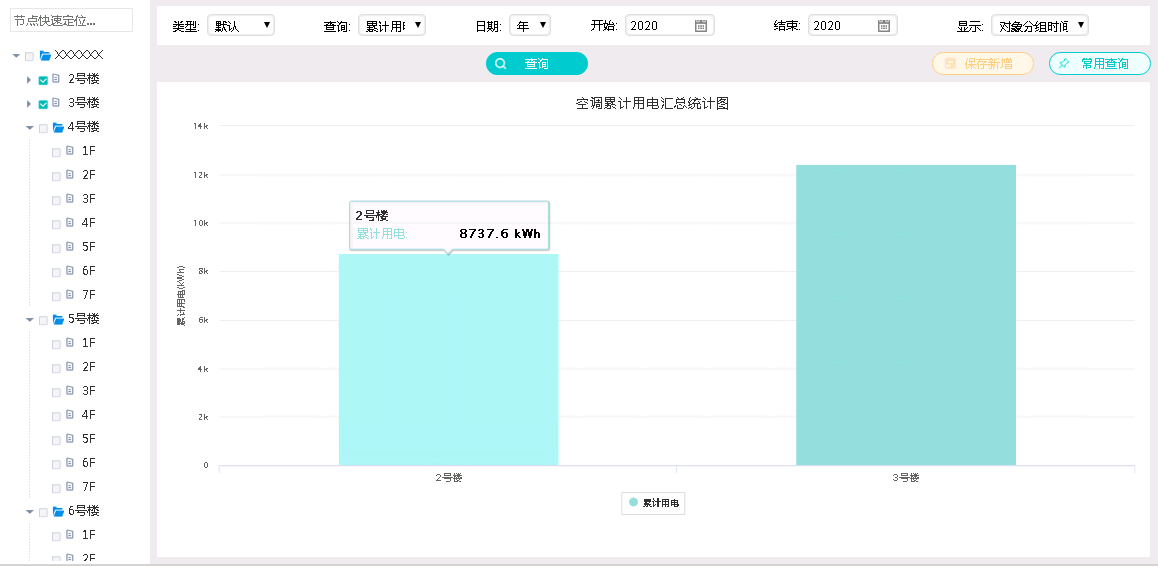 节点快速定位...
XXXXXX
2号楼
3号楼
4号楼
1F
2F
3F
4F
5F
6F
7F
5号楼
1F
2F
3F
4F
5F
6F
7F
6号楼
1F
2F
类型: 默认 查询: 累计用电 日期: 年 开始: 2020 结束: 2020 显示: 对象分组时间
查询 保存新增 常用查询
空调累计用电汇总统计图
14k
12k
10k
8k
6k
4k
2k
0
累计用电(kWh)
2号楼
累计用电: 8737.6 kWh
2号楼 3号楼
累计用电